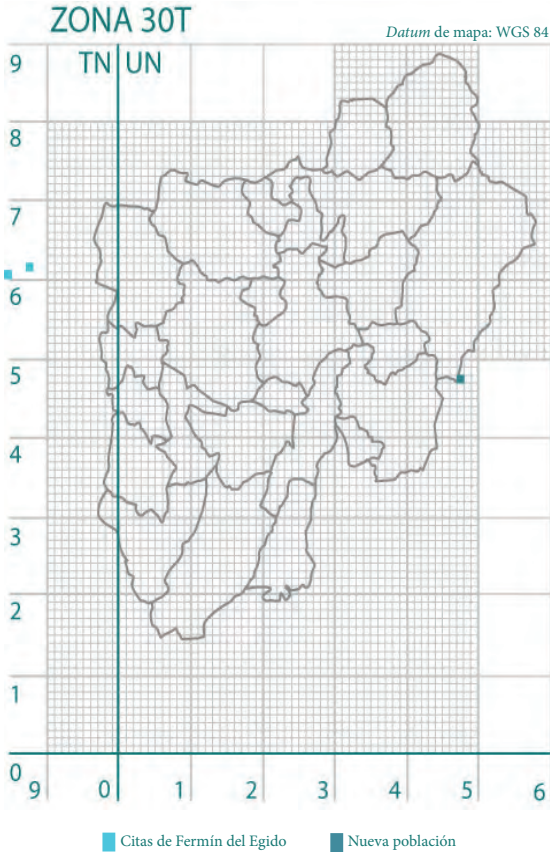 ZONA 30T
Datum de mapa: WGS 84
TN UN
9
8
7
6
5
4
3
2
1
0
9 0 1 2 3 4 5 6
Citas de Fermín del Egido Nueva población